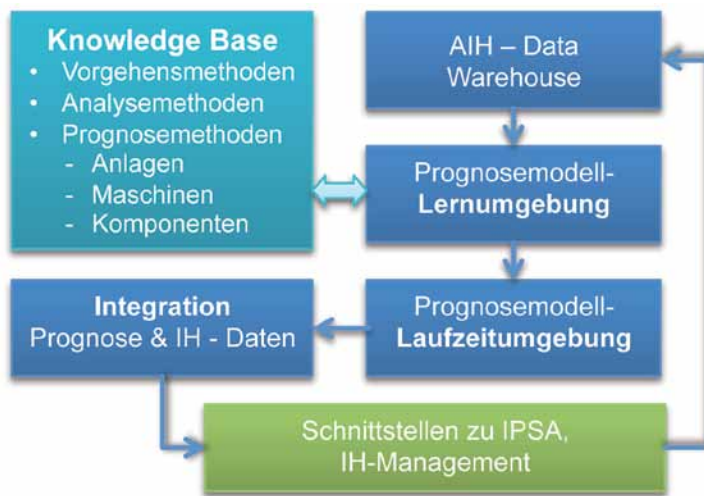 Knowledge Base
• Vorgehensmethoden
• Analysemethoden
• Prognosemethoden
- Anlagen
- Maschinen
- Komponenten
AIH – Data
Warehouse
Prognosemodell-
Lernumgebung
Prognosemodell-
Laufzeitumgebung
Integration
Prognose & IH - Daten
Schnittstellen zu IPSA,
IH-Management